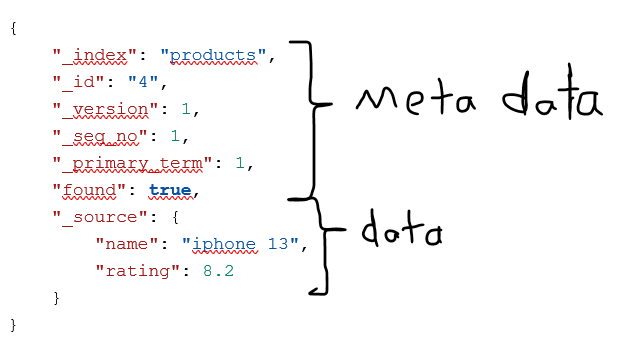 {
"_index": "products",
"_id": "4",
"_version": 1,
"_seq_no": 1,
"_primary_term": 1,
"found": true,
"_source": {
"name": "iphone 13",
"rating": 8.2
}
}
Meta data
data